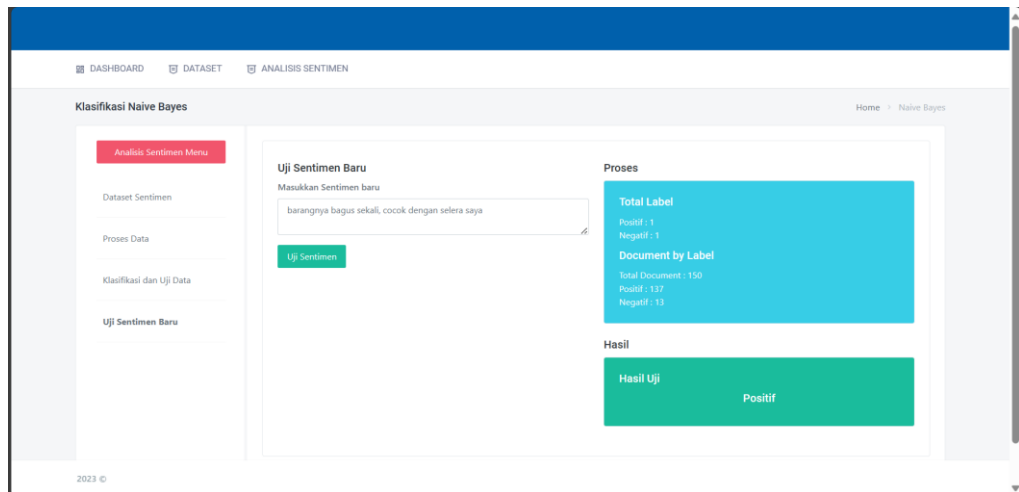 DASHBOARD DATASET ANALISIS SENTIMEN
Klasifikasi Naive Bayes
Home Naive Bayes
Analisis Sentimen Menu
Dataset Sentimen
Proses Data
Klasifikasi dan Uji Data
Uji Sentimen Baru
Uji Sentimen Baru
Masukkan Sentimen baru
barangnya bagus sekali, cocok dengan selera saya
Uji Sentimen
Proses
Total Label
Positif : 1
Negatif : 1
Document by Label
Total Document : 150
Positif : 137
Negatif : 13
Hasil
Hasil Uji
Positif
2023 ©